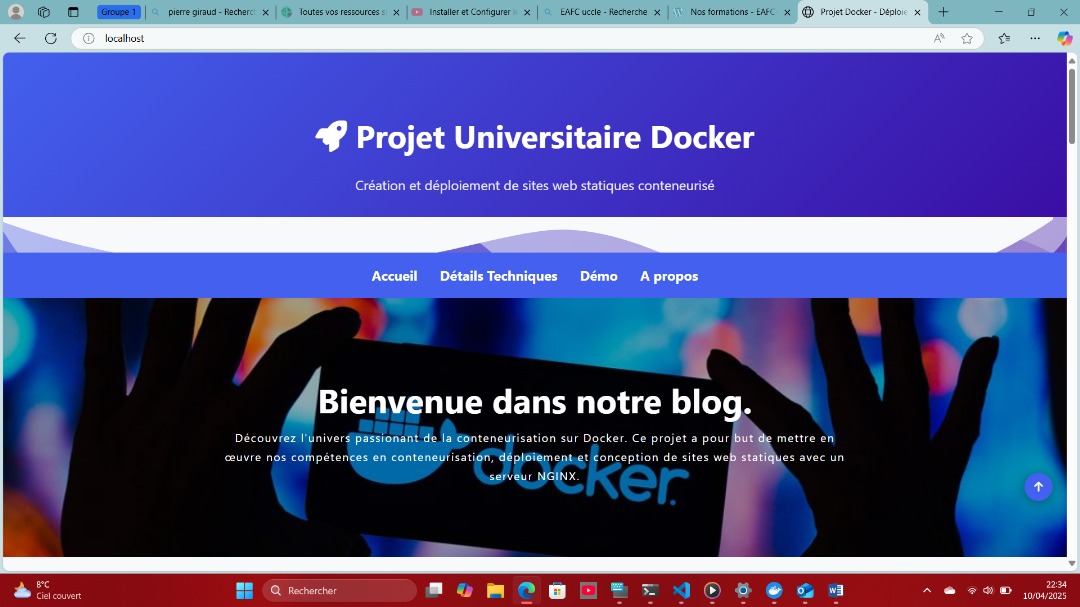 Groupe 1
pierre giraud - Recherc
Toutes vos ressources s
Installer et Configurer
EAFC uccle - Recherche
Nos formations - EAFC
Projet Docker - Déploie
localhost
Projet Universitaire Docker
Création et déploiement de sites web statiques conteneurisé
Accueil Détails Techniques Démo A propos
Bienvenue dans notre blog.
Découvrez l'univers passionant de la conteneurisation sur Docker. Ce projet a pour but de mettre en
œuvre nos compétences en conteneurisation, déploiement et conception de sites web statiques avec un
serveur NGINX.
docker
8°C
Ciel couvert
Rechercher
22:34
10/04/2025